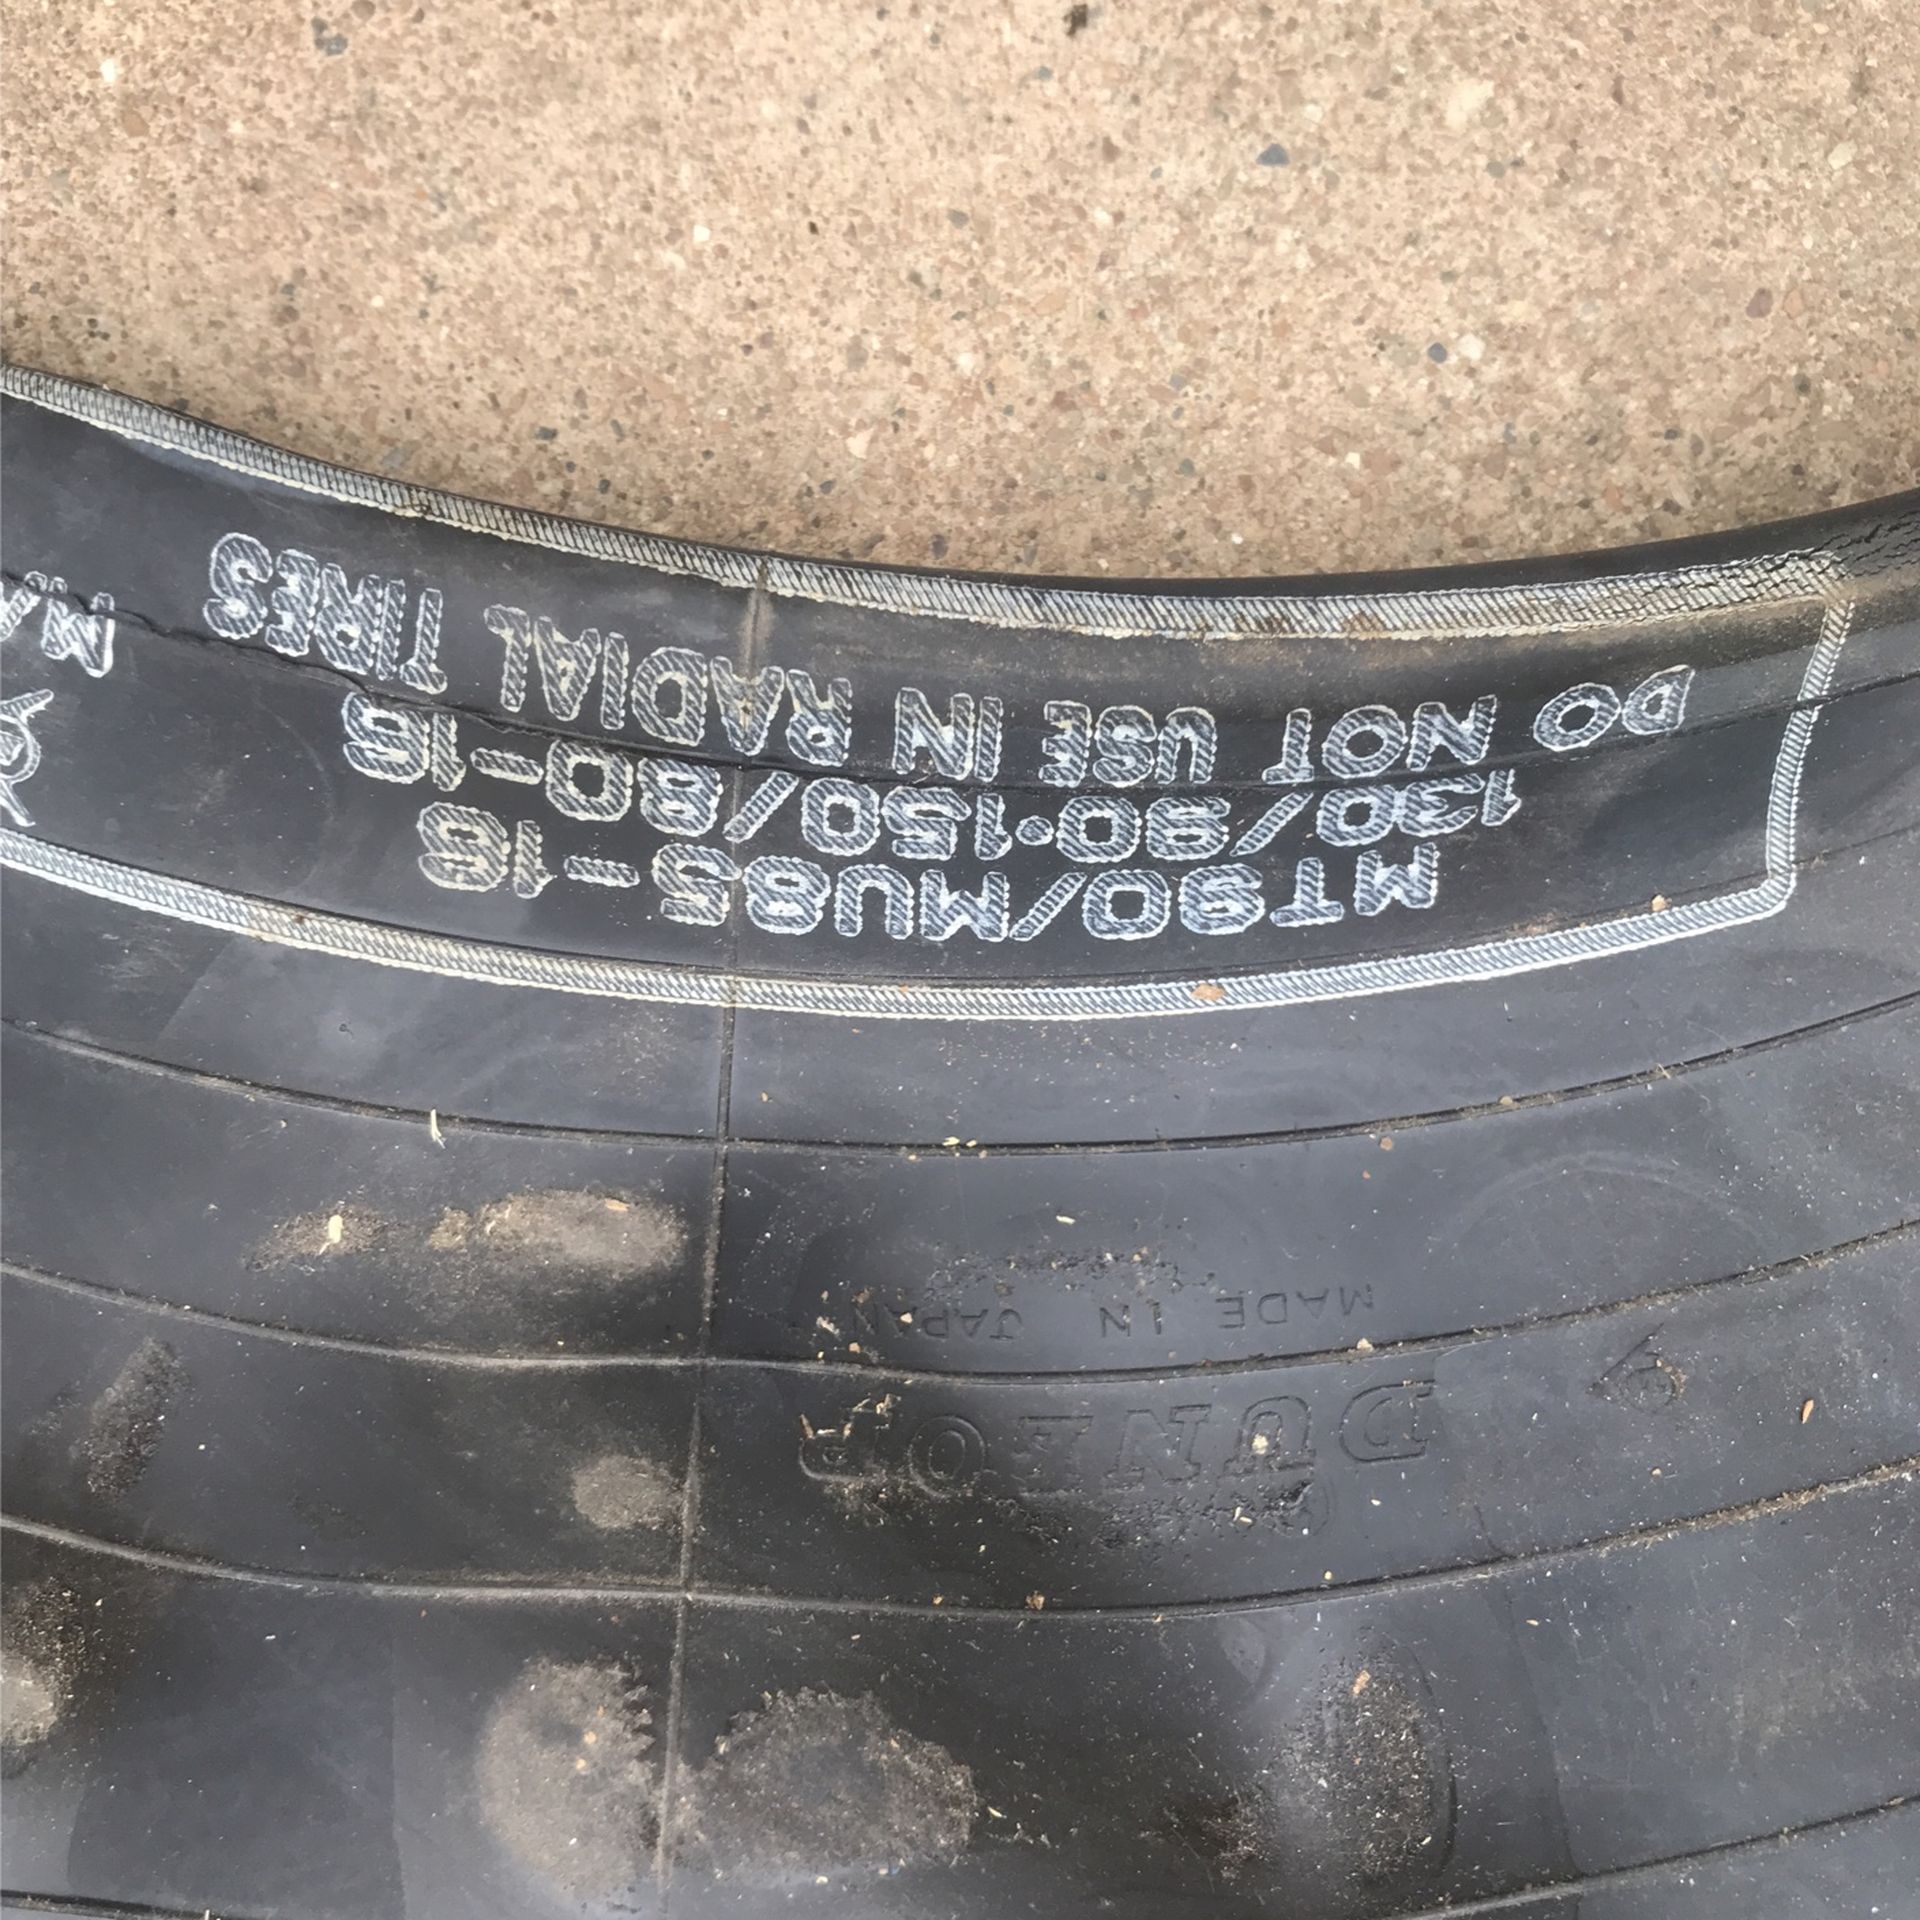 DUNLOP
MADE IN JAPAN
MT90/MU85-16
130/90·150/80-16
DO NOT USE IN RADIAL TIRES